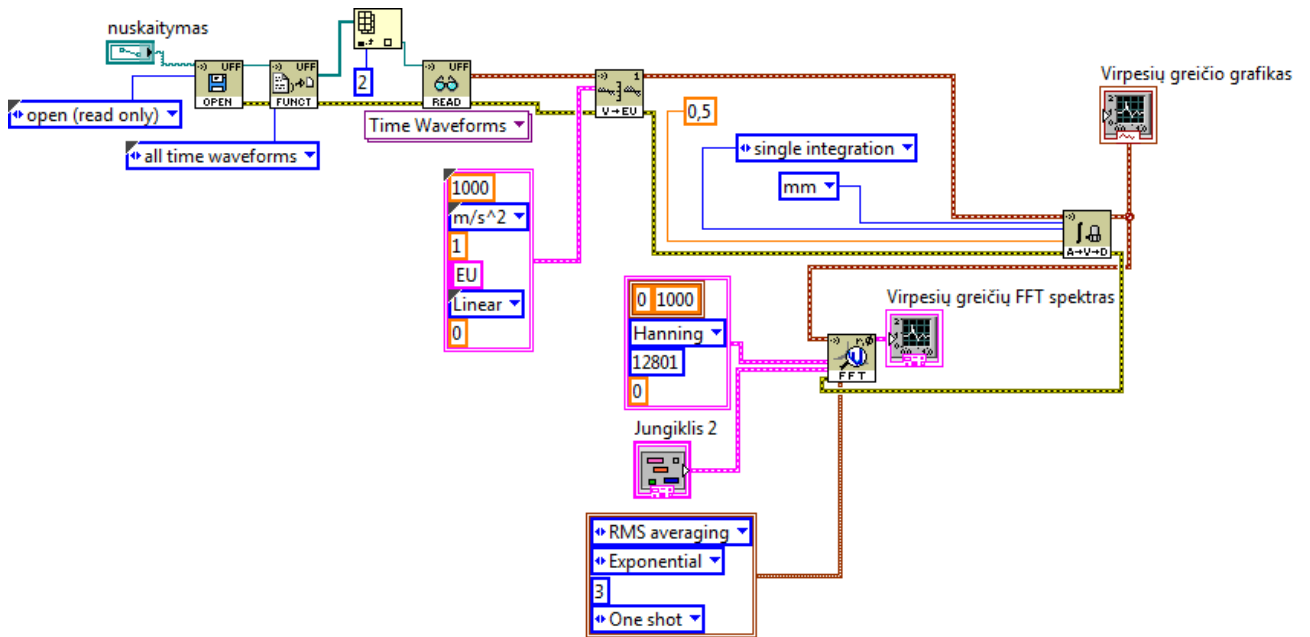 nuskaitymas
UFF
OPEN
UFF
FUNCT
2
UFF
READ
open (read only)
all time waveforms
Time Waveforms
1
V→EU
0,5
single integration
mm
Virpesių greičio grafikas
A→V→D
1000
m/s^2
1
EU
Linear
0
0 1000
Hanning
12801
0
Virpesių greičių FFT spektras
FFT
Jungiklis 2
RMS averaging
Exponential
3
One shot